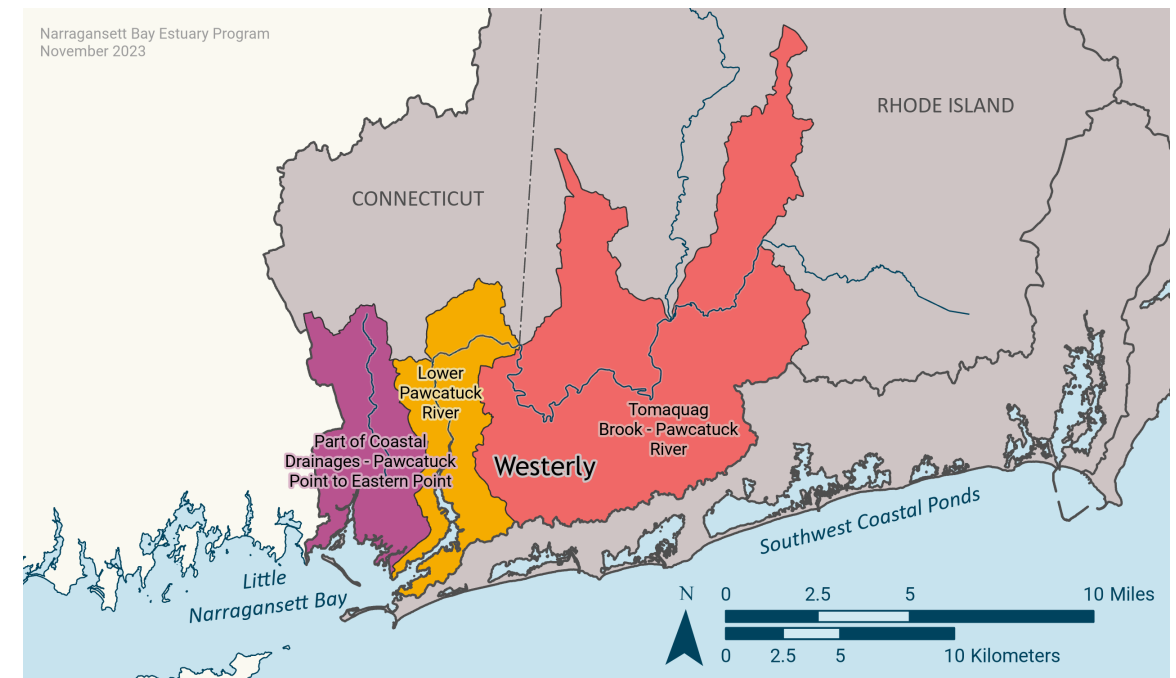 Narragansett Bay Estuary Program
November 2023
RHODE ISLAND
CONNECTICUT
Lower
Pawcatuck
River
Tomaquag
Brook - Pawcatuck
River
Part of Coastal
Drainages - Pawcatuck
Point to Eastern Point
Westerly
Southwest Coastal Ponds
Little
Narragansett Bay
N
0 2.5 5 10 Miles
0 2.5 5 10 Kilometers